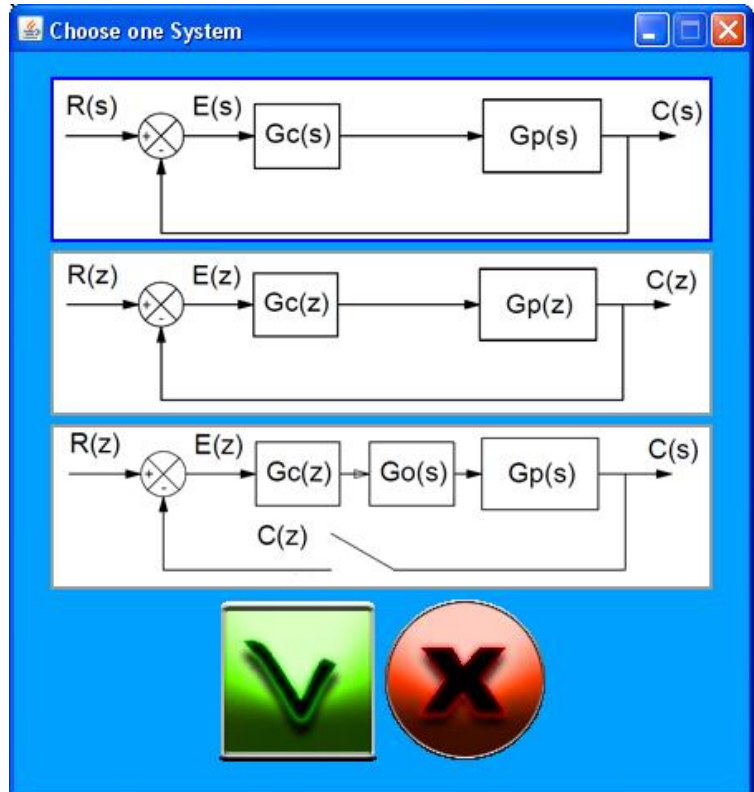 Choose one System
R(s) E(s) C(s)
Gc(s) Gp(s)
+
-
R(z) E(z) C(z)
Gc(z) Gp(z)
+
-
R(z) E(z) C(s)
Gc(z) Go(s) Gp(s)
+
-
C(z)
V X